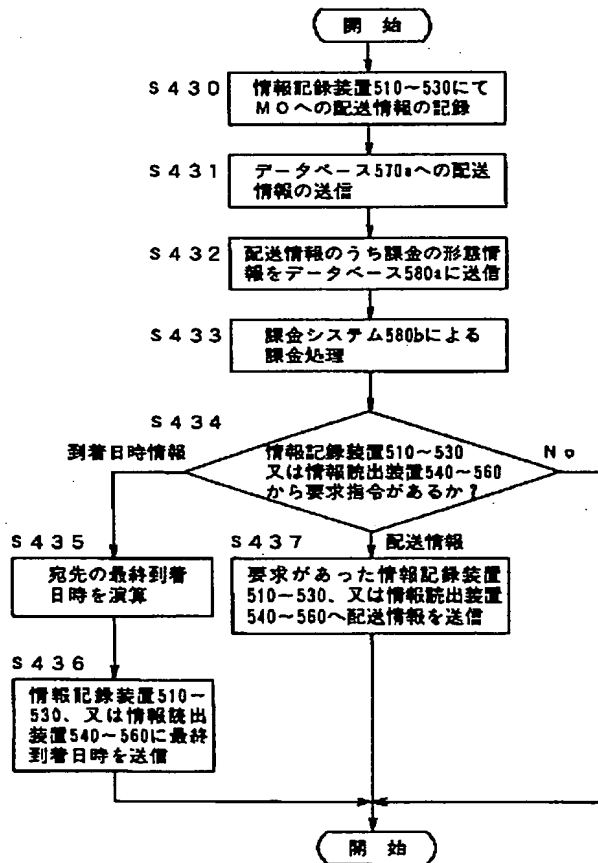 開 始
S430
情報記録装置510~530にて
MOへの配送情報の記録
S431
データベース570aへの配送
情報の送信
S432
配送情報のうち課金の形態情
報をデータベース580aに送信
S433
課金システム580bによる
課金処理
S434
到着日時情報
情報記録装置510~530
又は情報読出装置540~560
から要求指令があるか?
No
S435
宛先の最終到着
日時を演算
S437
配送情報
要求があった情報記録装置
510~530、又は情報読出装置
540~560へ配送情報を送信
S436
情報記録装置510~
530、又は情報読出
装置540~560に最終
到着日時を送信
開 始